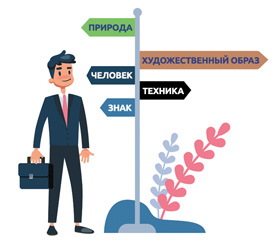 ПРИРОДА
ХУДОЖЕСТВЕННЫЙ ОБРАЗ
ЧЕЛОВЕК
ТЕХНИКА
ЗНАК